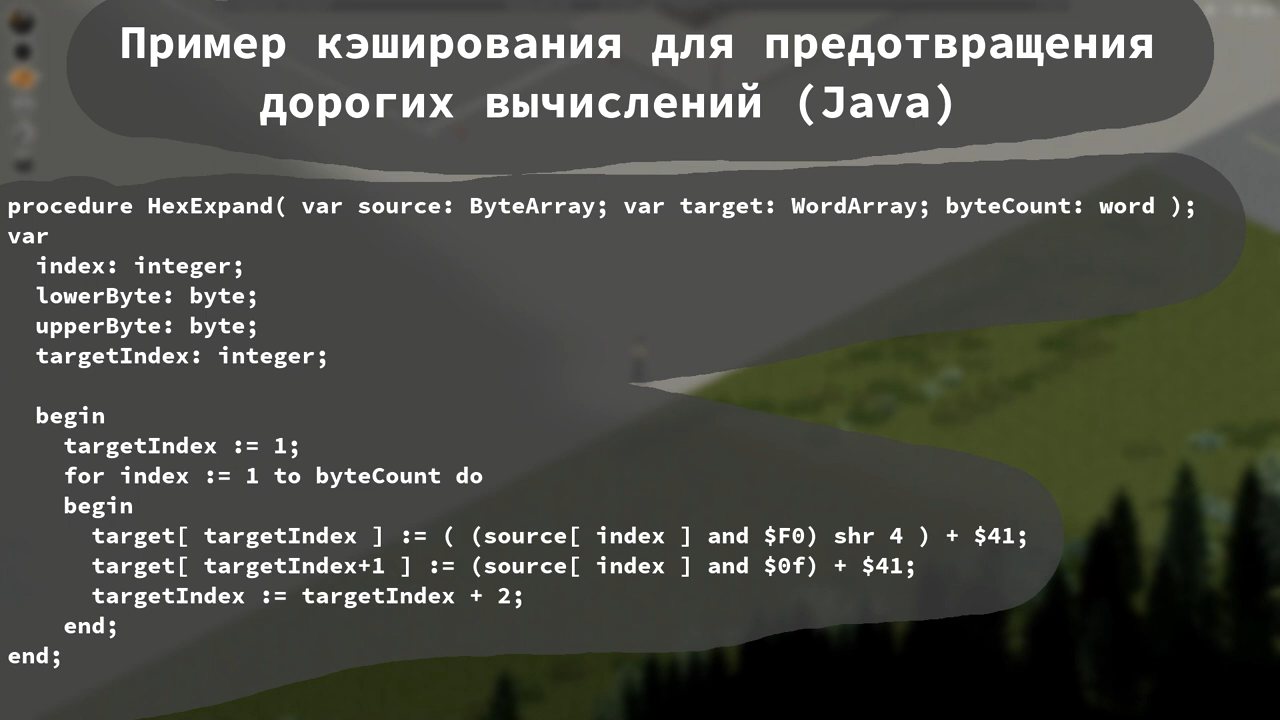 Пример кэширования для предотвращения
дорогих вычислений (Java)
procedure HexExpand( var source: ByteArray; var target: WordArray; byteCount: word );
var
  index: integer;
  lowerByte: byte;
  upperByte: byte;
  targetIndex: integer;
  begin
    targetIndex := 1;
    for index := 1 to byteCount do
    begin
      target[ targetIndex ] := ( (source[ index ] and $F0) shr 4 ) + $41;
      target[ targetIndex+1 ] := (source[ index ] and $0f) + $41;
      targetIndex := targetIndex + 2;
    end;
end;